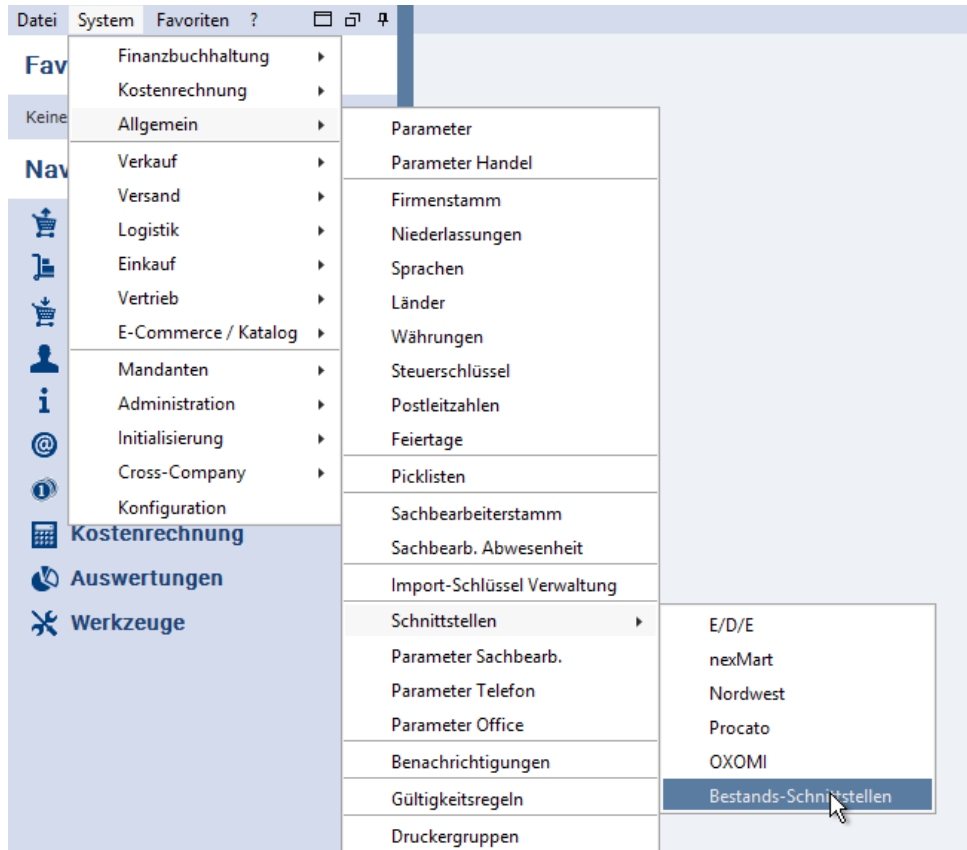 Datei System Favoriten ?
Fav
Keine
Nav
Kostenrechnung
Auswertungen
Werkzeuge
Finanzbuchhaltung
Kostenrechnung
Allgemein
Verkauf
Versand
Logistik
Einkauf
Vertrieb
E-Commerce / Katalog
Mandanten
Administration
Initialisierung
Cross-Company
Konfiguration
Parameter
Parameter Handel
Firmenstamm
Niederlassungen
Sprachen
Länder
Währungen
Steuerschlüssel
Postleitzahlen
Feiertage
Picklisten
Sachbearbeiterstamm
Sachbearb. Abwesenheit
Import-Schlüssel Verwaltung
Schnittstellen
Parameter Sachbearb.
Parameter Telefon
Parameter Office
Benachrichtigungen
Gültigkeitsregeln
Druckergruppen
E/D/E
nexMart
Nordwest
Procato
OXOMI
Bestands-Schnittstellen